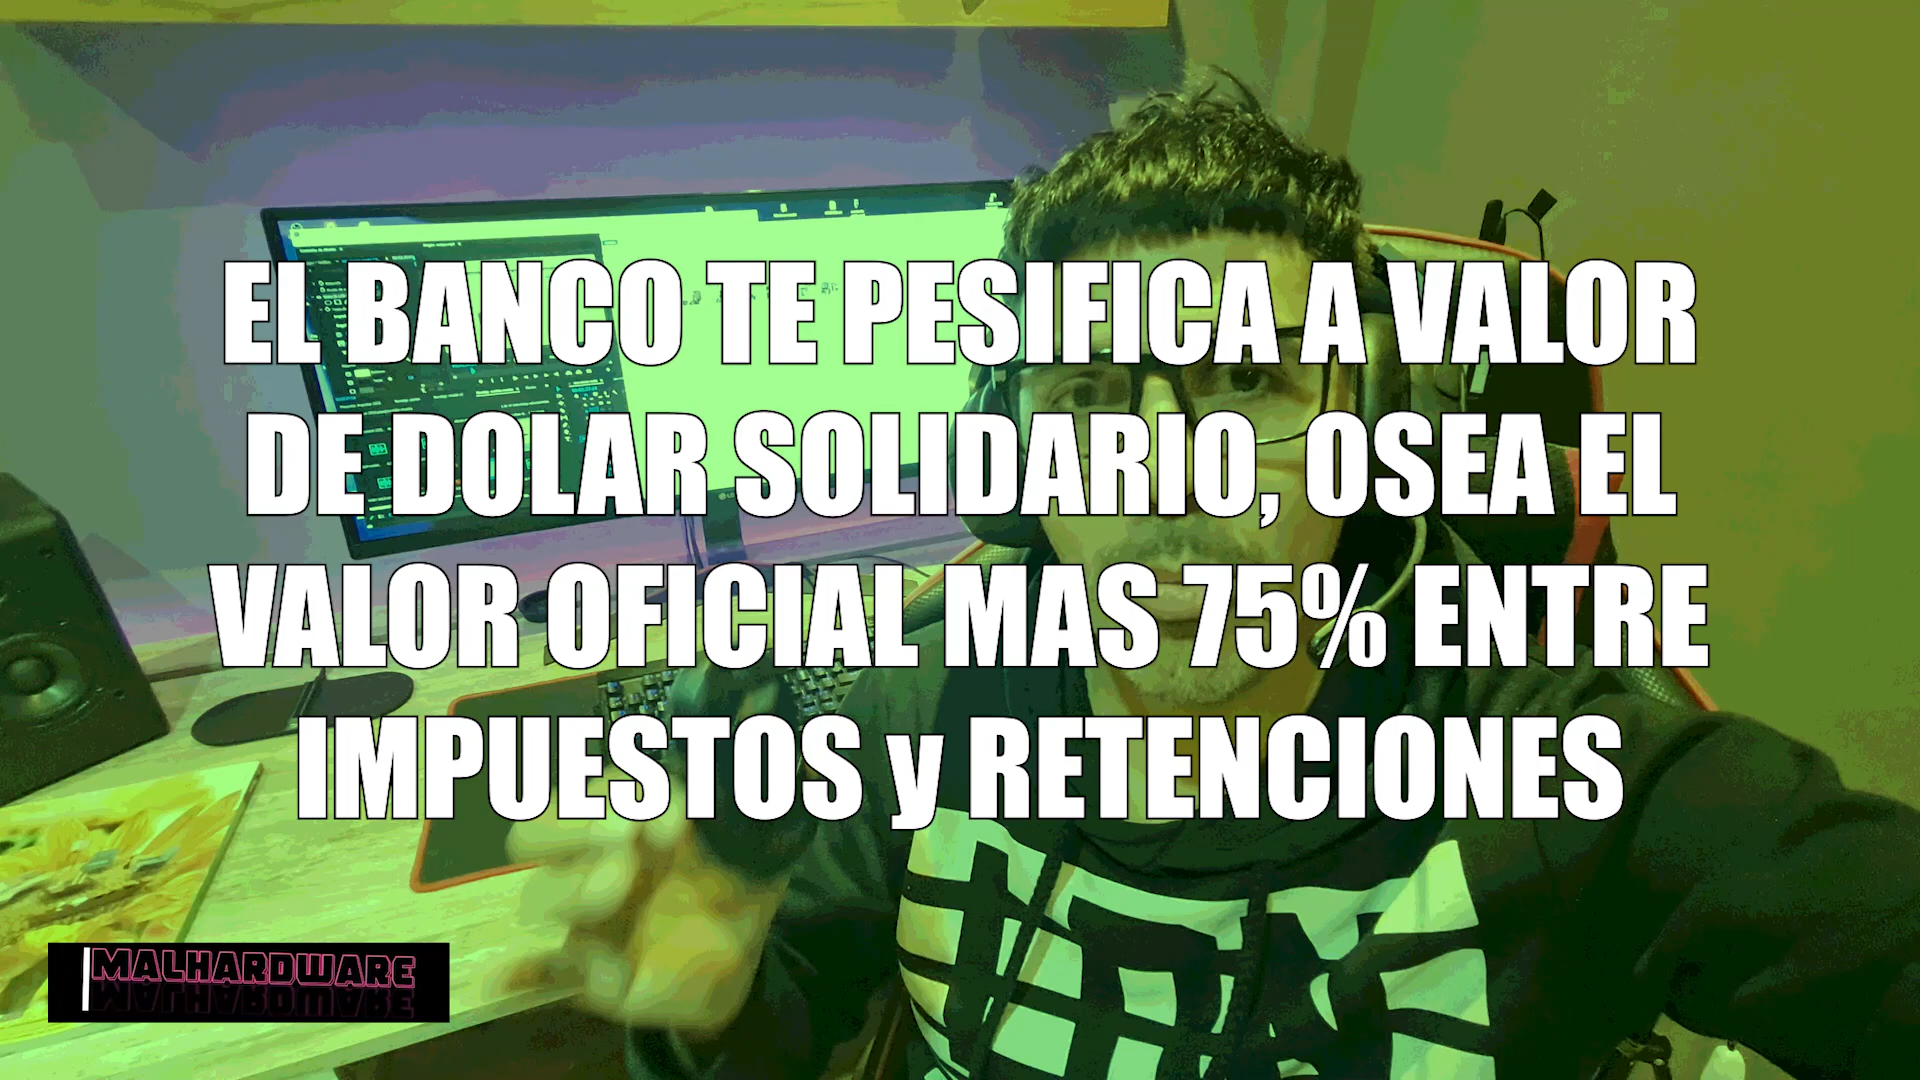 EL BANCO TE PESIFICA A VALOR
DE DOLAR SOLIDARIO, OSEA EL
VALOR OFICIAL MAS 75% ENTRE
IMPUESTOS y RETENCIONES
MALHARDWARE